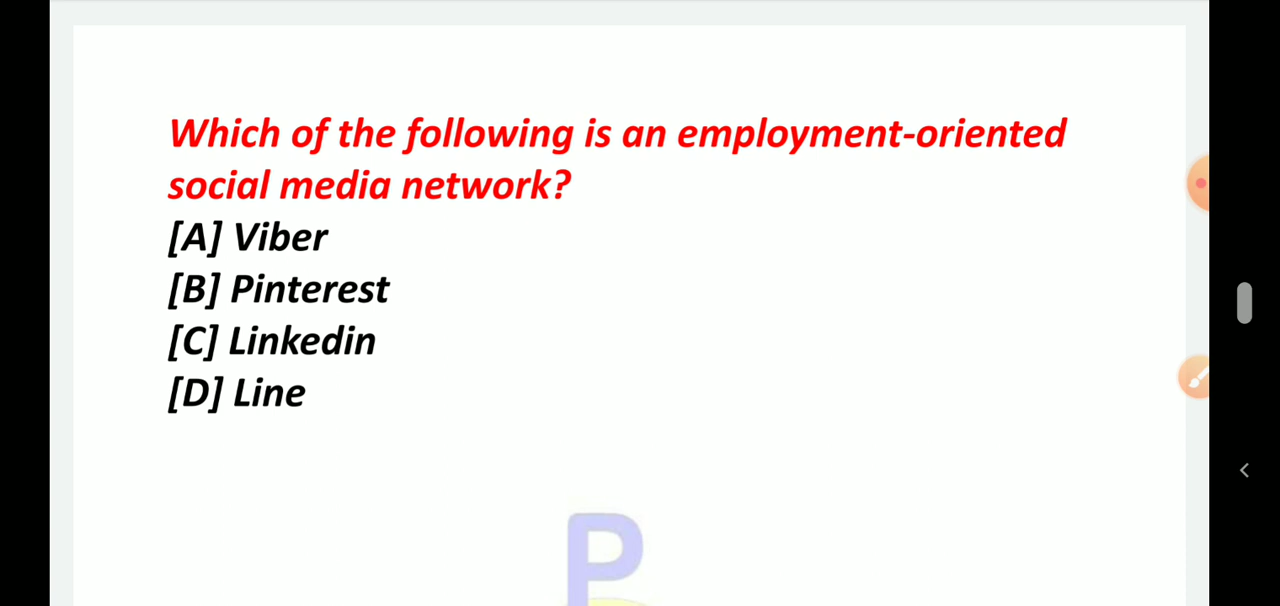 Which of the following is an employment-oriented
social media network?
[A] Viber
[B] Pinterest
[C] Linkedin
[D] Line
P